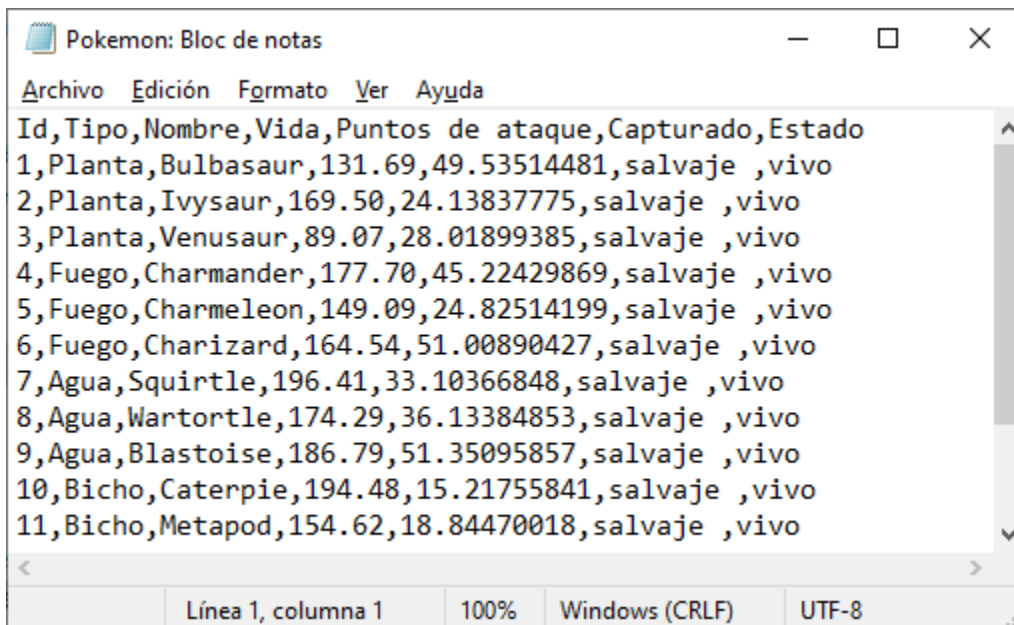 Pokemon: Bloc de notas
Archivo Edición Formato Ver Ayuda
Id,Tipo,Nombre,Vida,Puntos de ataque,Capturado,Estado
1,Planta,Bulbasaur,131.69,49.53514481,salvaje ,vivo
2,Planta,Ivysaur,169.50,24.13837775,salvaje ,vivo
3,Planta,Venusaur,89.07,28.01899385,salvaje ,vivo
4,Fuego,Charmander,177.70,45.22429869,salvaje ,vivo
5,Fuego,Charmeleon,149.09,24.82514199,salvaje ,vivo
6,Fuego,Charizard,164.54,51.00890427,salvaje ,vivo
7,Agua,Squirtle,196.41,33.10366848,salvaje ,vivo
8,Agua,Wartortle,174.29,36.13384853,salvaje ,vivo
9,Agua,Blastoise,186.79,51.35095857,salvaje ,vivo
10,Bicho,Caterpie,194.48,15.21755841,salvaje ,vivo
11,Bicho,Metapod,154.62,18.84470018,salvaje ,vivo
Línea 1, columna 1 100% Windows (CRLF) UTF-8